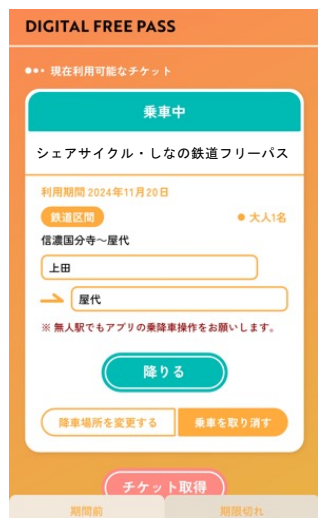 DIGITAL FREE PASS
現在利用可能なチケット
乗車中
シェアサイクル・しなの鉄道フリーパス
利用期間 2024年11月20日
鉄道区間 ● 大人1名
信濃国分寺～屋代
上田
屋代
※ 無人駅でもアプリの乗降車操作をお願いします。
降りる
降車場所を変更する 乗車を取り消す
チケット取得
期間前 期限切れ